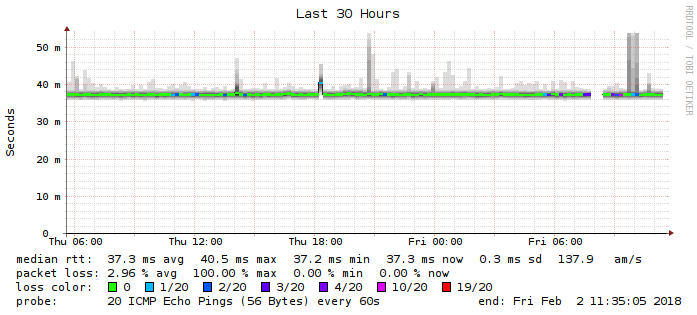 Last 30 Hours
RRDTOOL / TOBI OETIKER
Seconds
50 m
40 m
30 m
20 m
10 m
0
Thu 06:00 Thu 12:00 Thu 18:00 Fri 00:00 Fri 06:00
median rtt: 37.3 ms avg 40.5 ms max 37.2 ms min 37.3 ms now 0.3 ms sd 137.9 am/s
packet loss: 2.96 % avg 100.00 % max 0.00 % min 0.00 % now
loss color: 0 1/20 2/20 3/20 4/20 10/20 19/20
probe: 20 ICMP Echo Pings (56 Bytes) every 60s end: Fri Feb 2 11:35:05 2018